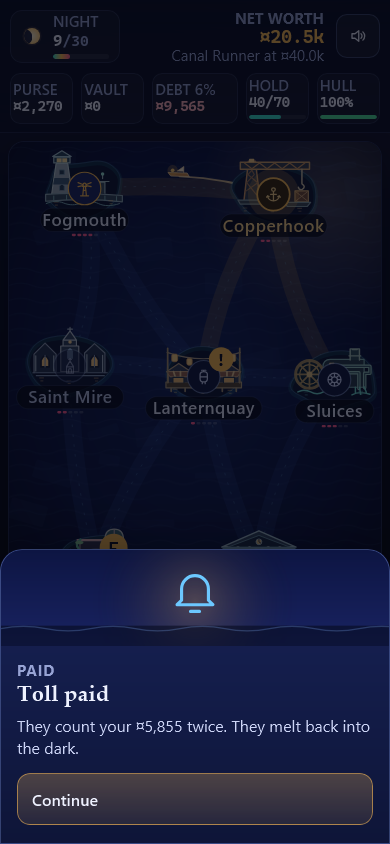 NIGHT
9/30
NET WORTH
¤20.5k
Canal Runner at ¤40.0k
PURSE
¤2,270
VAULT
¤0
DEBT 6%
¤9,565
HOLD
40/70
HULL
100%
Fogmouth
Copperhook
!
Saint Mire
Lanternquay
Sluices
PAID
Toll paid
They count your ¤5,855 twice. They melt back into
the dark.
Continue